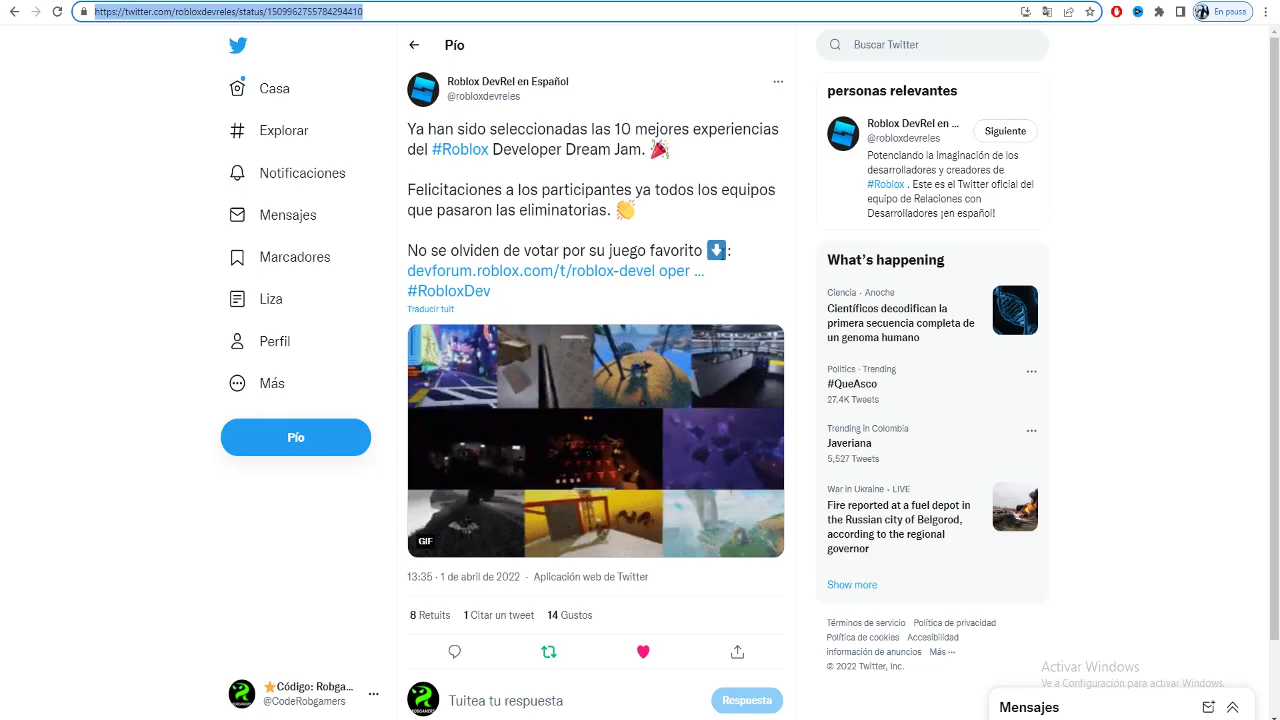 https://twitter.com/robloxdevreles/status/1509962755784294410
En pausa
Casa
Explorar
Notificaciones
Mensajes
Marcadores
Liza
Perfil
Más
Pío
⭐Código: Robga...
@CodeRobgamers
Pío
Roblox DevRel en Español
@robloxdevreles
Ya han sido seleccionadas las 10 mejores experiencias
del #Roblox Developer Dream Jam. 🎉
Felicitaciones a los participantes ya todos los equipos
que pasaron las eliminatorias. 👏
No se olviden de votar por su juego favorito ⬇️:
devforum.roblox.com/t/roblox-devel oper ...
#RobloxDev
Traducir tuit
GIF
13:35 · 1 de abril de 2022 · Aplicación web de Twitter
8 Retuits 1 Citar un tweet 14 Gustos
Tuitea tu respuesta
Respuesta
Buscar Twitter
personas relevantes
Roblox DevRel en ...
@robloxdevreles
Siguiente
Potenciando la imaginación de los
desarrolladores y creadores de
#Roblox . Este es el Twitter oficial del
equipo de Relaciones con
Desarrolladores ¡en español!
What's happening
Ciencia · Anoche
Científicos decodifican la
primera secuencia completa de
un genoma humano
Politics · Trending
#QueAsco
27.4K Tweets
Trending in Colombia
Javeriana
5,527 Tweets
War in Ukraine · LIVE
Fire reported at a fuel depot in
the Russian city of Belgorod,
according to the regional
governor
Show more
Términos de servicio Política de privacidad
Política de cookies Accesibilidad
información de anuncios Más ···
© 2022 Twitter, Inc.
Activar Windows
Ve a Configuración para activar Windows.
Mensajes